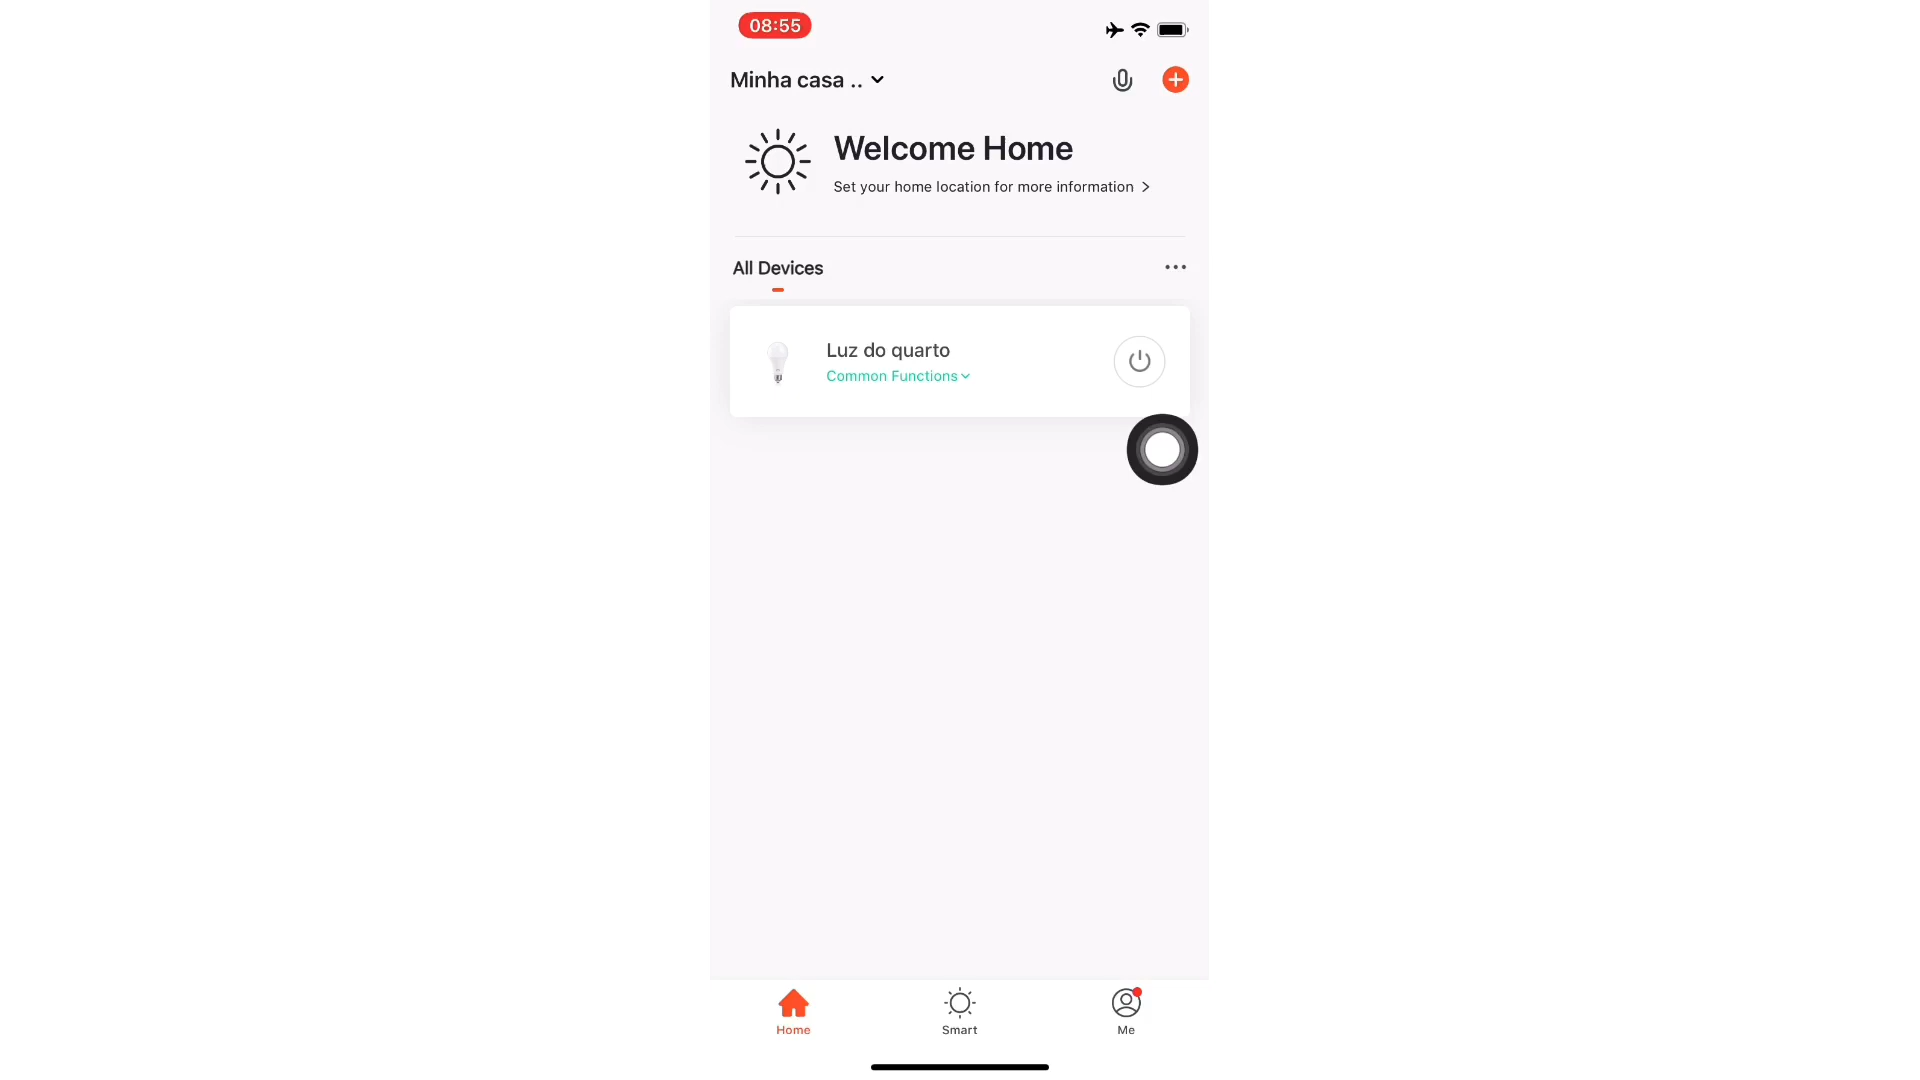 08:55
Minha casa ..
Welcome Home
Set your home location for more information
All Devices
Luz do quarto
Common Functions
Home
Smart
Me